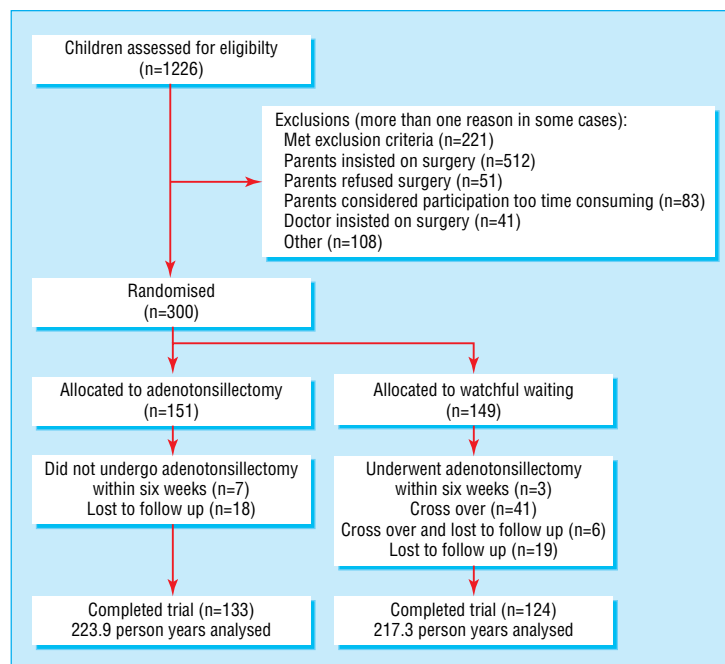 Children assessed for eligibilty
(n=1226)
Exclusions (more than one reason in some cases):
Met exclusion criteria (n=221)
Parents insisted on surgery (n=512)
Parents refused surgery (n=51)
Parents considered participation too time consuming (n=83)
Doctor insisted on surgery (n=41)
Other (n=108)
Randomised
(n=300)
Allocated to adenotonsillectomy
(n=151)
Allocated to watchful waiting
(n=149)
Did not undergo adenotonsillectomy
within six weeks (n=7)
Lost to follow up (n=18)
Underwent adenotonsillectomy
within six weeks (n=3)
Cross over (n=41)
Cross over and lost to follow up (n=6)
Lost to follow up (n=19)
Completed trial (n=133)
223.9 person years analysed
Completed trial (n=124)
217.3 person years analysed